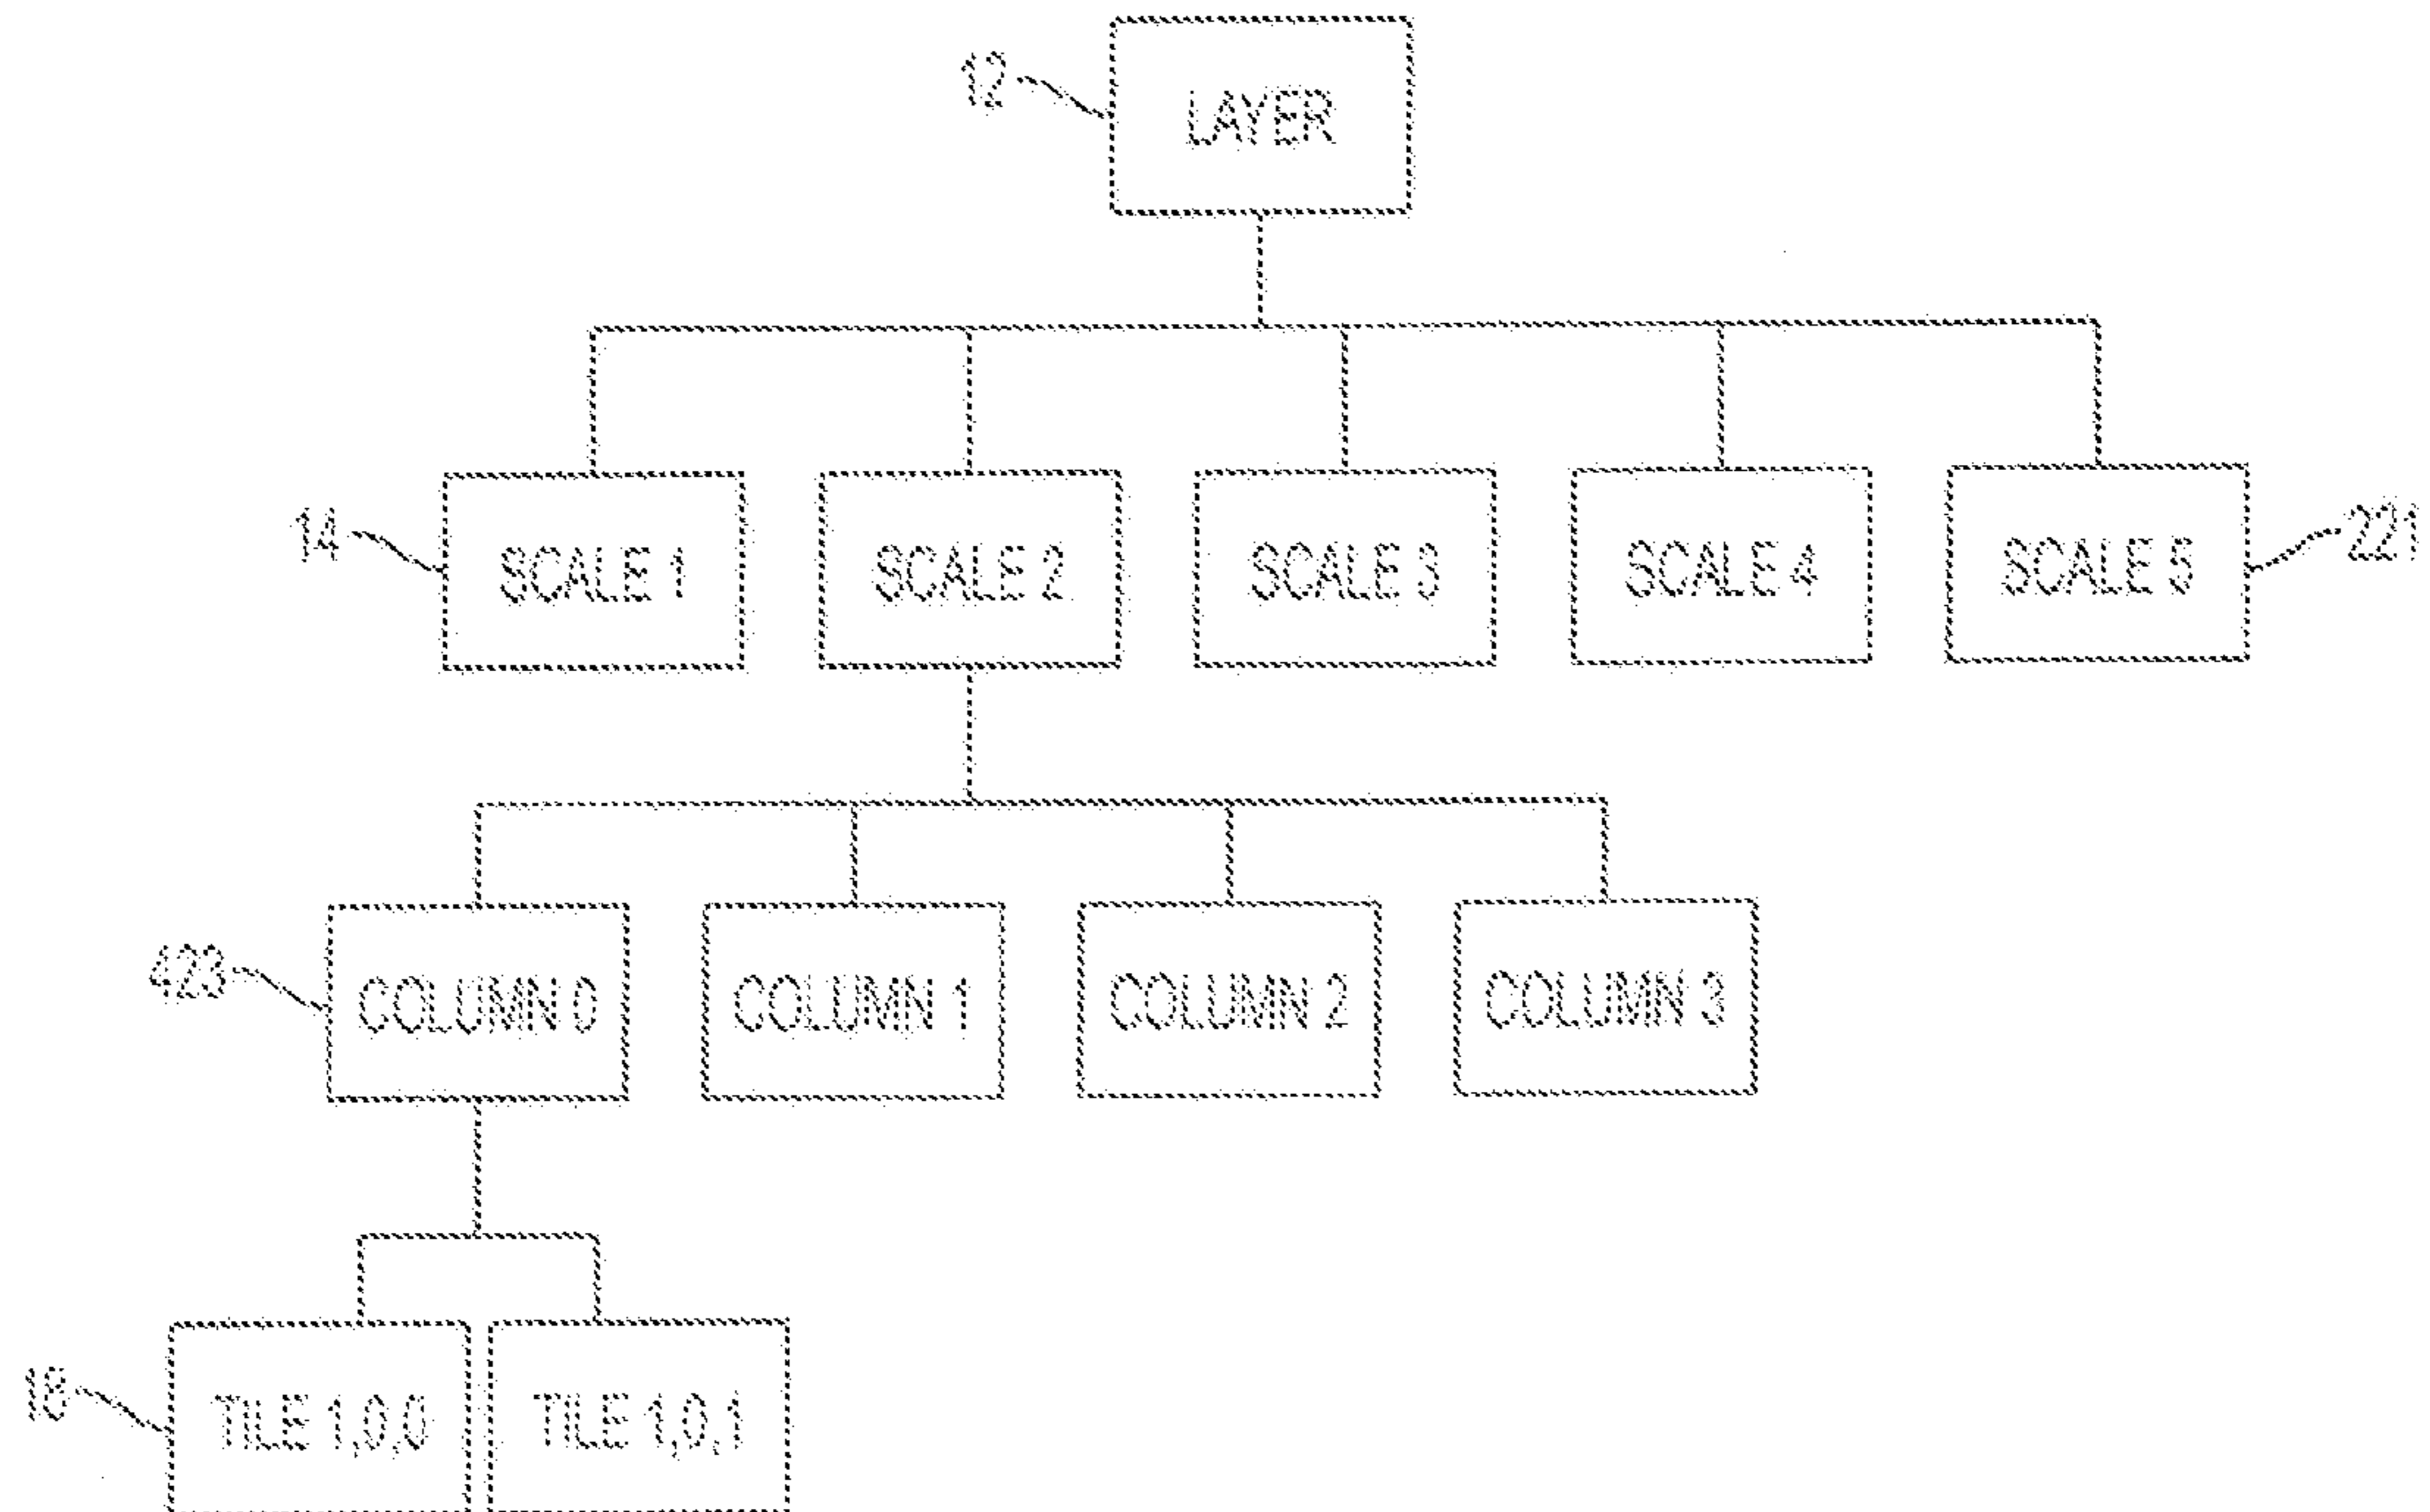 12
LAYER
14
SCALE 1
SCALE 2
SCALE 3
SCALE 4
SCALE 5
221
423
COLUMN 0
COLUMN 1
COLUMN 2
COLUMN 3
18
TILE 1,0,0
TILE 1,0,1